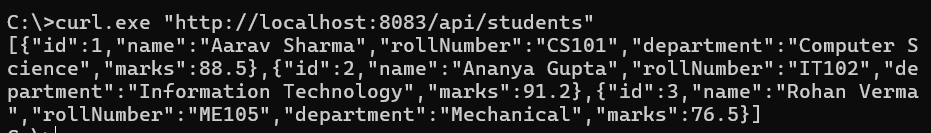 C:\>curl.exe "http://localhost:8083/api/students"
[{"id":1,"name":"Aarav Sharma","rollNumber":"CS101","department":"Computer S
cience","marks":88.5},{"id":2,"name":"Ananya Gupta","rollNumber":"IT102","de
partment":"Information Technology","marks":91.2},{"id":3,"name":"Rohan Verma
","rollNumber":"ME105","department":"Mechanical","marks":76.5}]